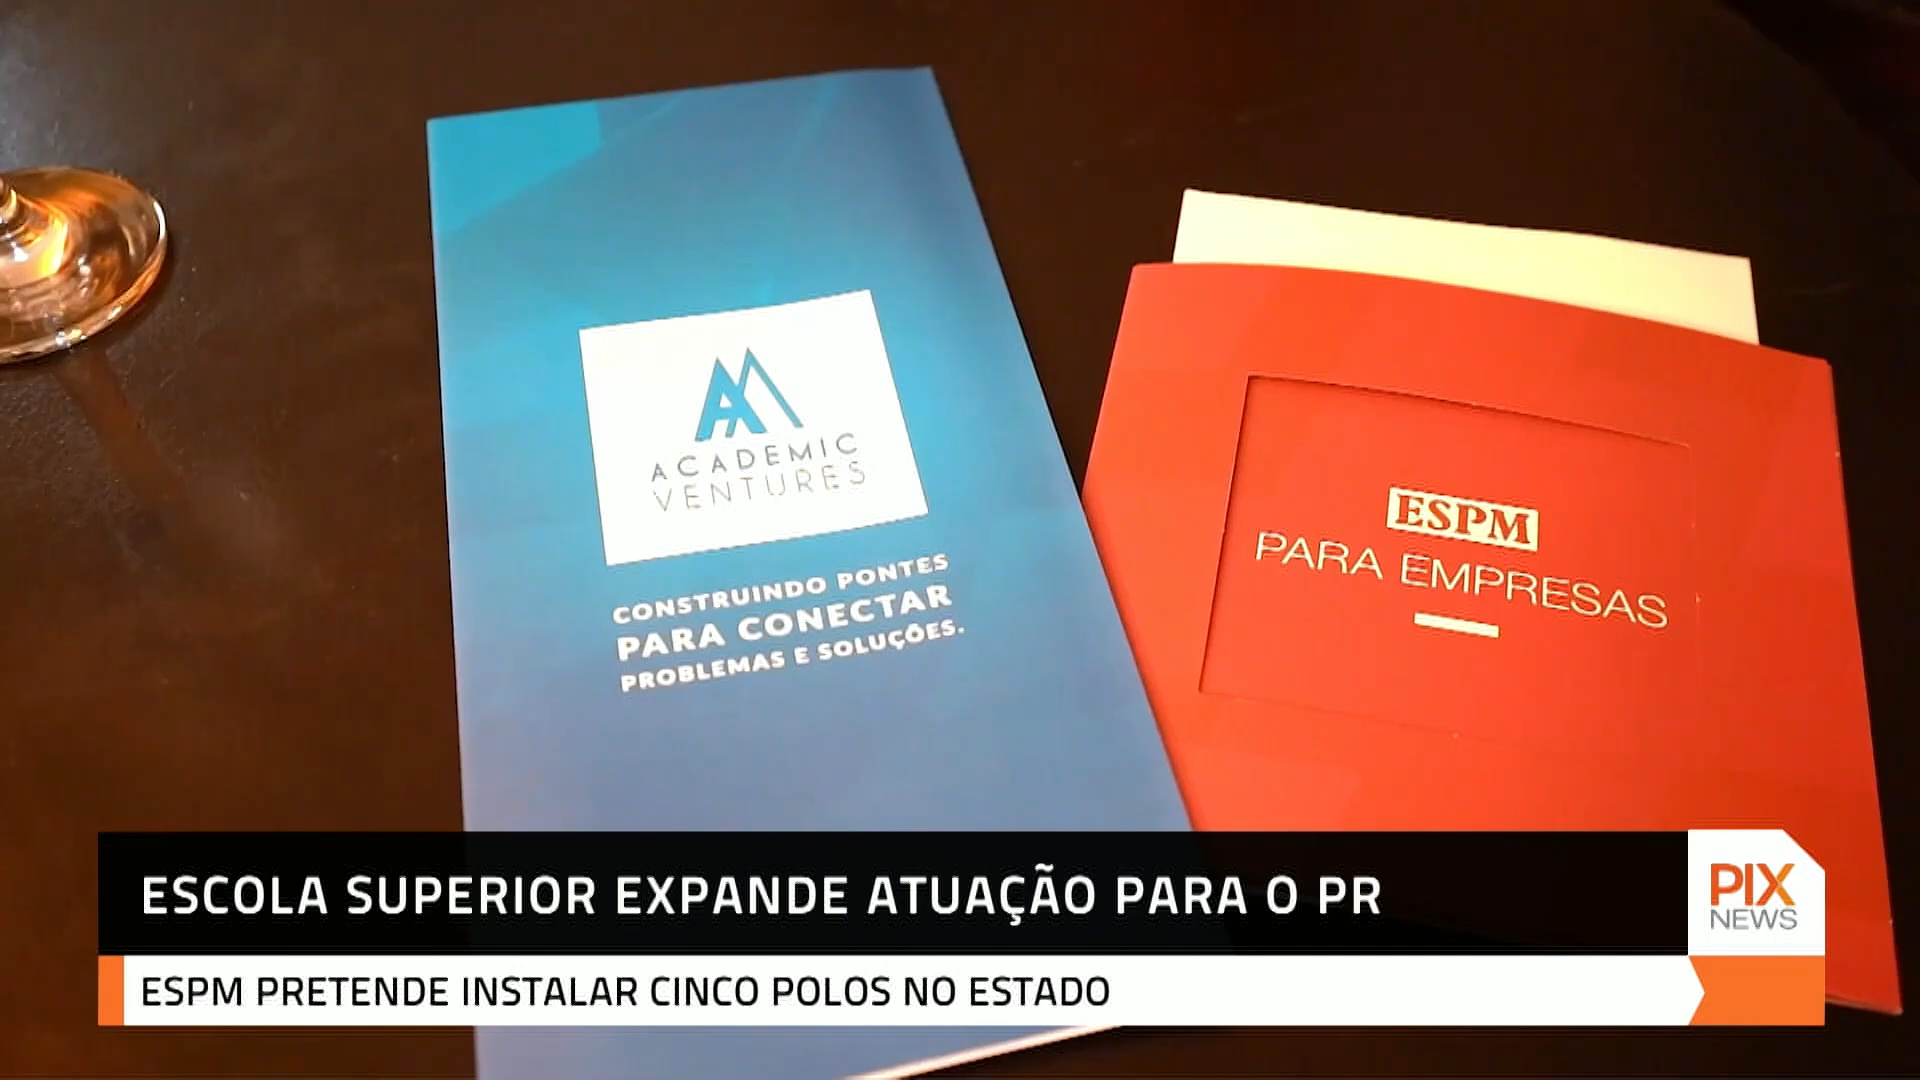 ACADEMIC
VENTURES
CONSTRUINDO PONTES
PARA CONECTAR
PROBLEMAS E SOLUÇÕES.
ESPM
PARA EMPRESAS
ESCOLA SUPERIOR EXPANDE ATUAÇÃO PARA O PR
PIX
NEWS
ESPM PRETENDE INSTALAR CINCO POLOS NO ESTADO